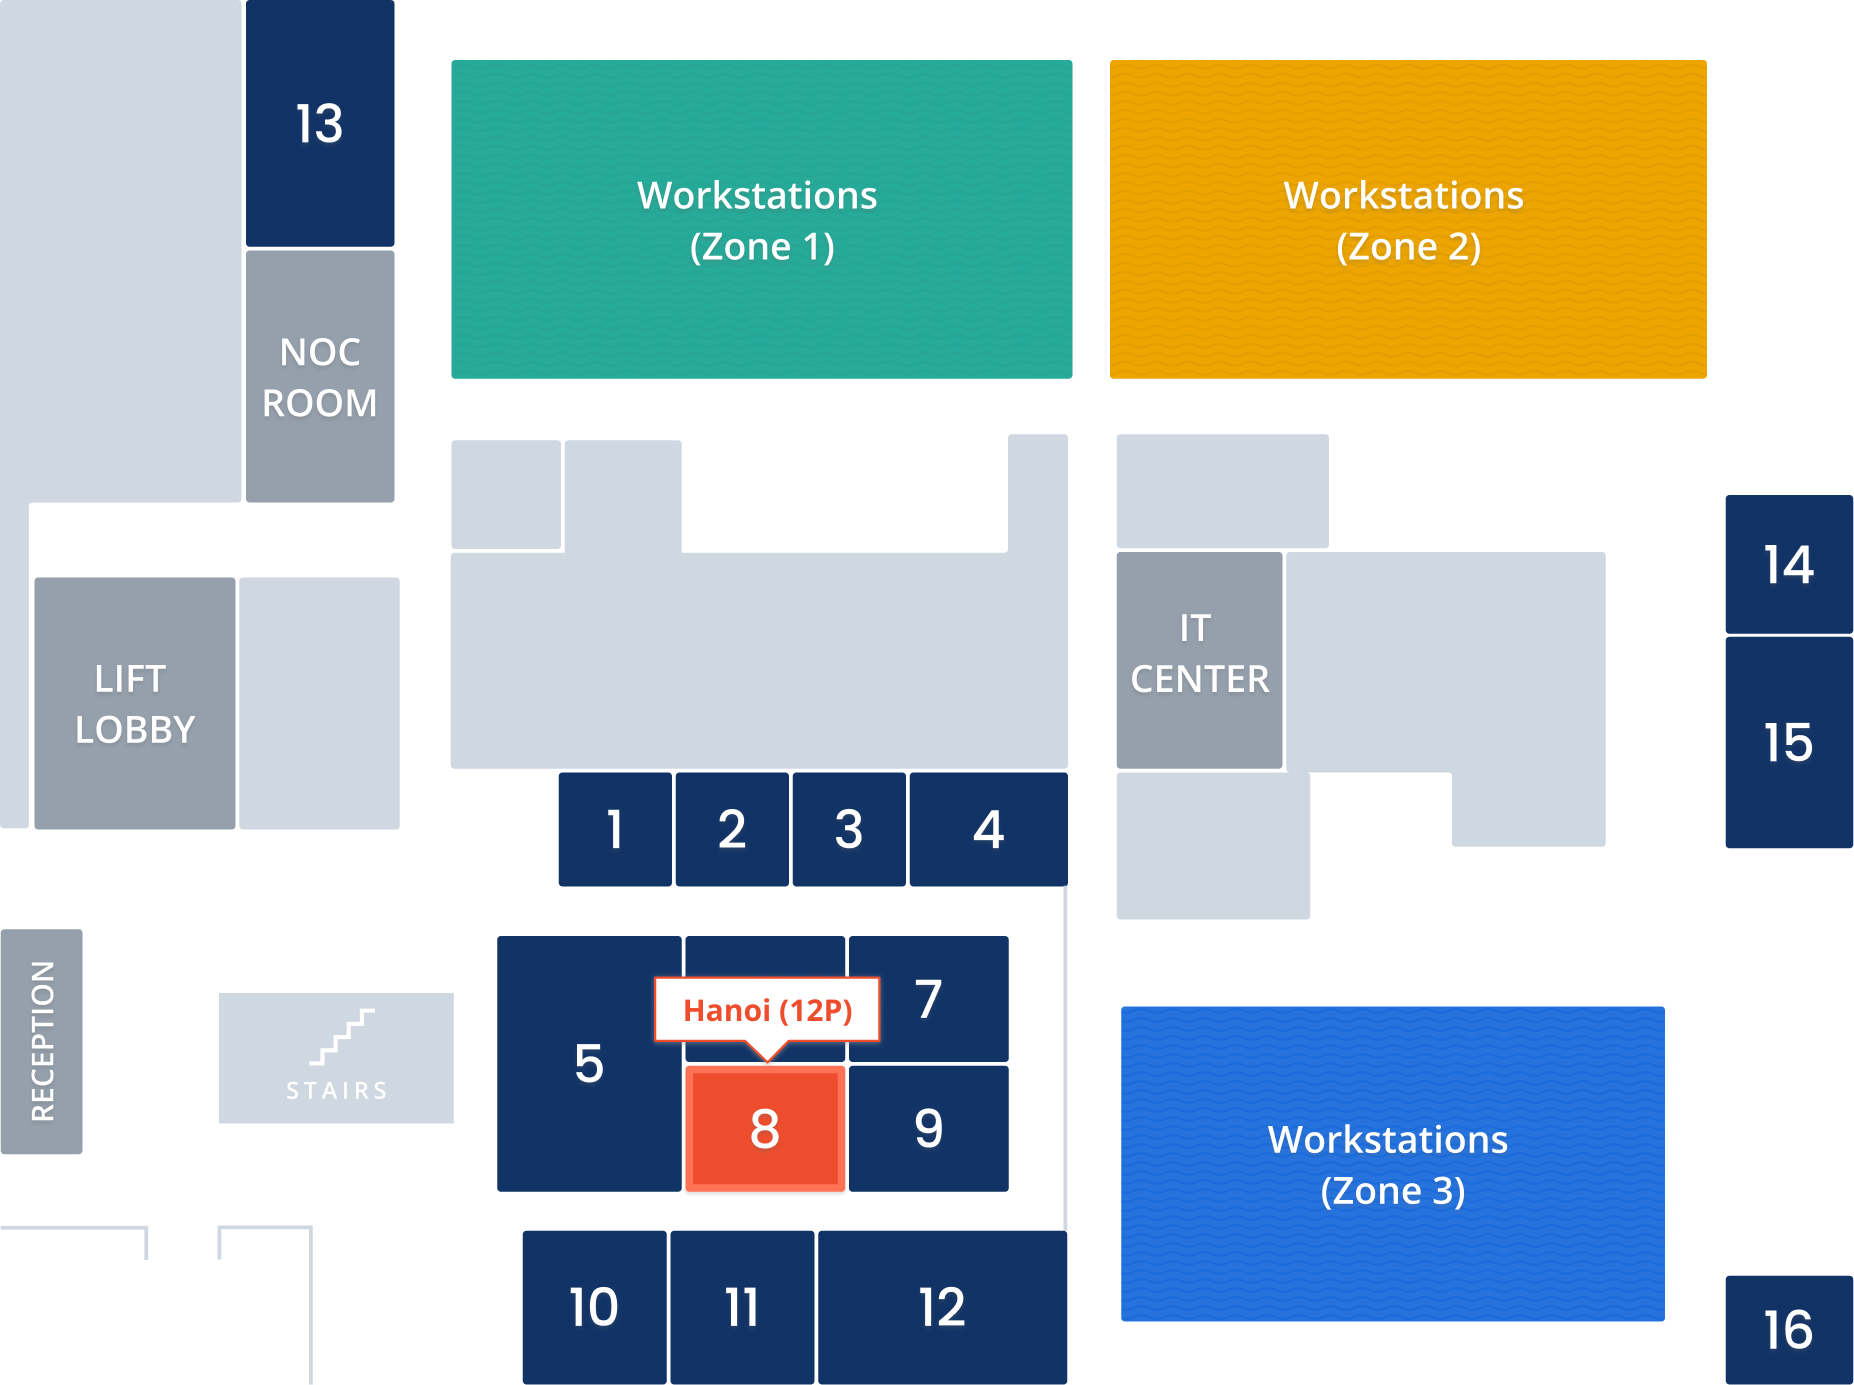 13
Workstations
(Zone 1)
Workstations
(Zone 2)
NOC
ROOM
14
LIFT
LOBBY
IT
CENTER
15
1
2
3
4
RECEPTION
STAIRS
5
Hanoi (12P)
7
8
9
Workstations
(Zone 3)
10
11
12
16